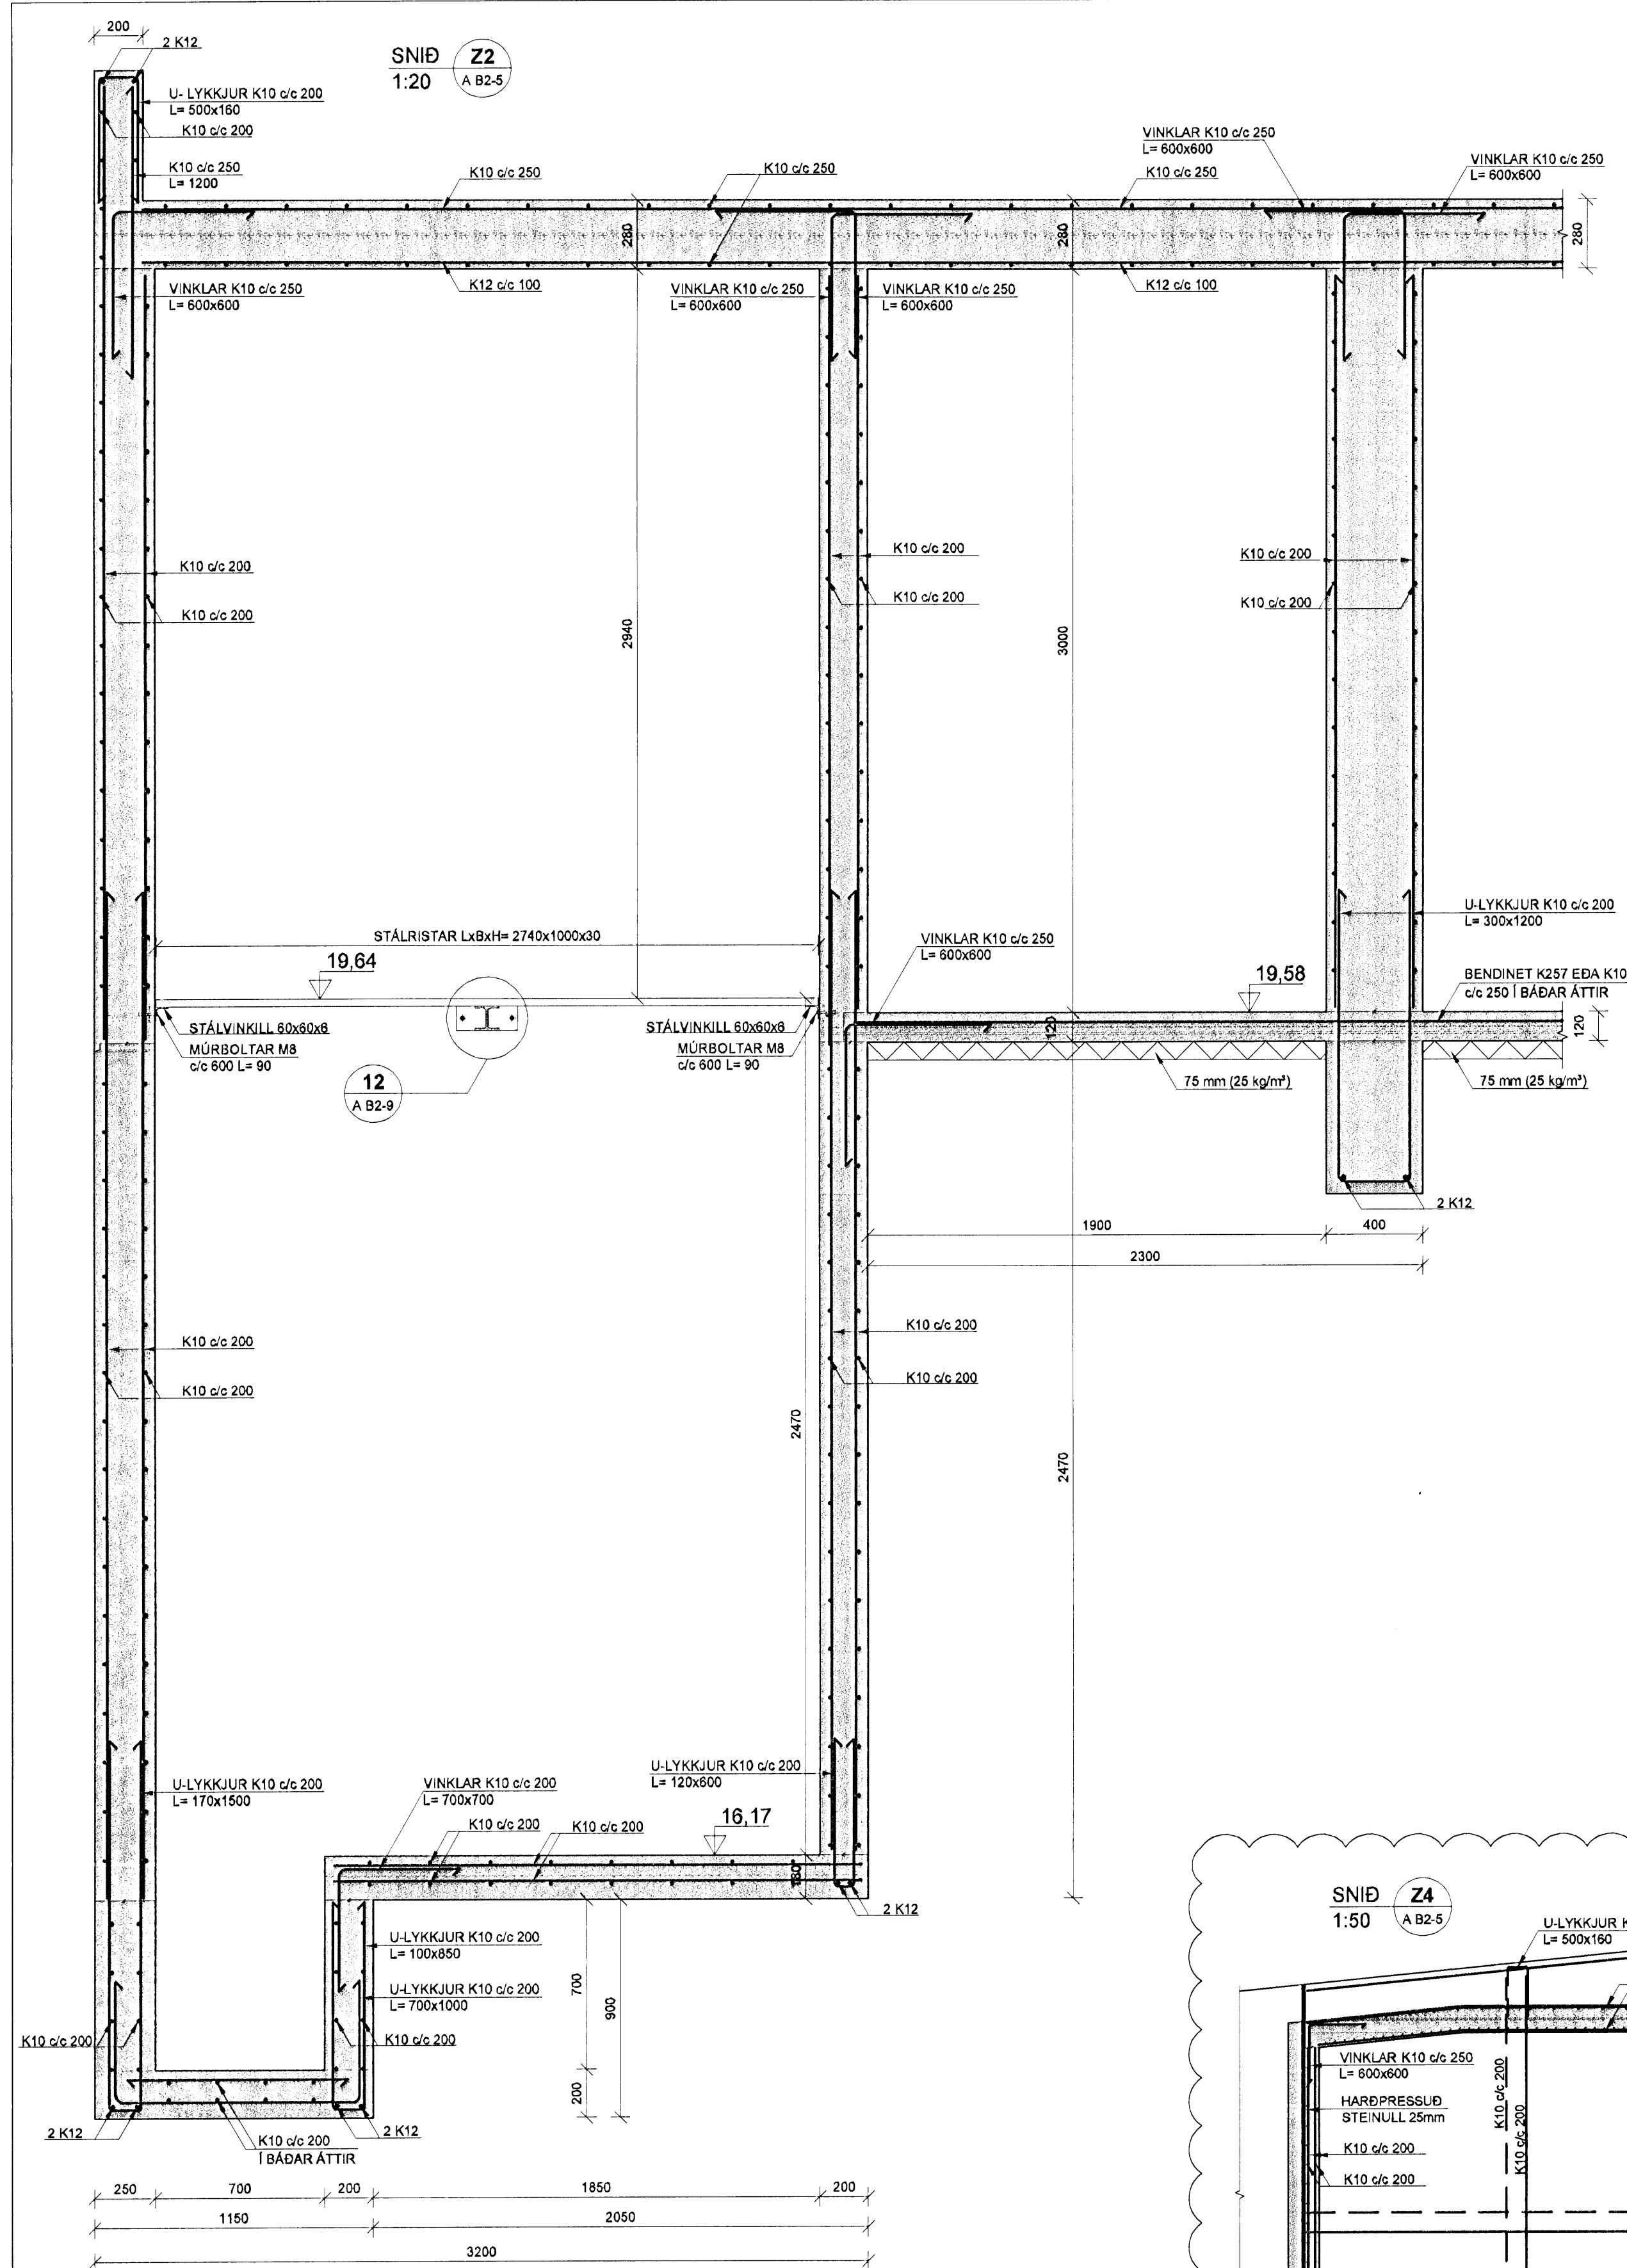 200
2 K12
SNIÐ
1:20
Z2
A B2-5
U- LYKKJUR K10 c/c 200
L= 500x160
K10 c/c 200
K10 c/c 250
L= 1200
K10 c/c 250
K10 c/c 250
VINKLAR K10 c/c 250
L= 600x600
K10 c/c 250
VINKLAR K10 c/c 250
L= 600x600
280
280
280
VINKLAR K10 c/c 250
L= 600x600
K12 c/c 100
VINKLAR K10 c/c 250
L= 600x600
VINKLAR K10 c/c 250
L= 600x600
K12 c/c 100
K10 c/c 200
K10 c/c 200
2940
K10 c/c 200
K10 c/c 200
3000
K10 c/c 200
K10 c/c 200
STÁLRISTAR LxBxH= 2740x1000x30
19,64
VINKLAR K10 c/c 250
L= 600x600
19,58
U-LYKKJUR K10 c/c 200
L= 300x1200
BENDINET K257 EÐA K10
c/c 250 Í BÁÐAR ÁTTIR
STÁLVINKILL 60x60x6
MÚRBOLTAR M8
c/c 600 L= 90
STÁLVINKILL 60x60x6
MÚRBOLTAR M8
c/c 600 L= 90
12
A B2-9
120
120
75 mm (25 kg/m³)
75 mm (25 kg/m³)
2 K12
1900
400
2300
K10 c/c 200
K10 c/c 200
K10 c/c 200
K10 c/c 200
2470
2470
U-LYKKJUR K10 c/c 200
L= 170x1500
VINKLAR K10 c/c 200
L= 700x700
U-LYKKJUR K10 c/c 200
L= 120x600
K10 c/c 200
K10 c/c 200
16,17
180
2 K12
U-LYKKJUR K10 c/c 200
L= 100x850
U-LYKKJUR K10 c/c 200
L= 700x1000
K10 c/c 200
K10 c/c 200
700
900
200
2 K12
K10 c/c 200
Í BÁÐAR ÁTTIR
2 K12
250
700
200
1850
200
1150
2050
3200
SNIÐ
1:50
Z4
A B2-5
U-LYKKJUR K
L= 500x160
VINKLAR K10 c/c 250
L= 600x600
HARÐPRESSUÐ
STEINULL 25mm
K10 c/c 200
K10 c/c 200
K10 c/c 200
K10 c/c 200